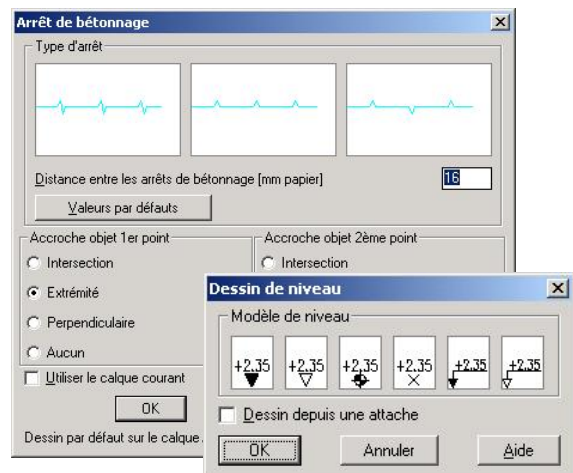 Arrêt de bétonnage
Type d'arrêt
Distance entre les arrêts de bétonnage [mm papier]
16
Valeurs par défauts
Accroche objet 1er point
Intersection
Extrémité
Perpendiculaire
Aucun
Accroche objet 2ème point
Intersection
Utiliser le calque courant
OK
Dessin par défaut sur le calque
Dessin de niveau
Modèle de niveau
+2.35 +2.35 +2.35 +2.35 +2.35 +2.35
Dessin depuis une attache
OK Annuler Aide